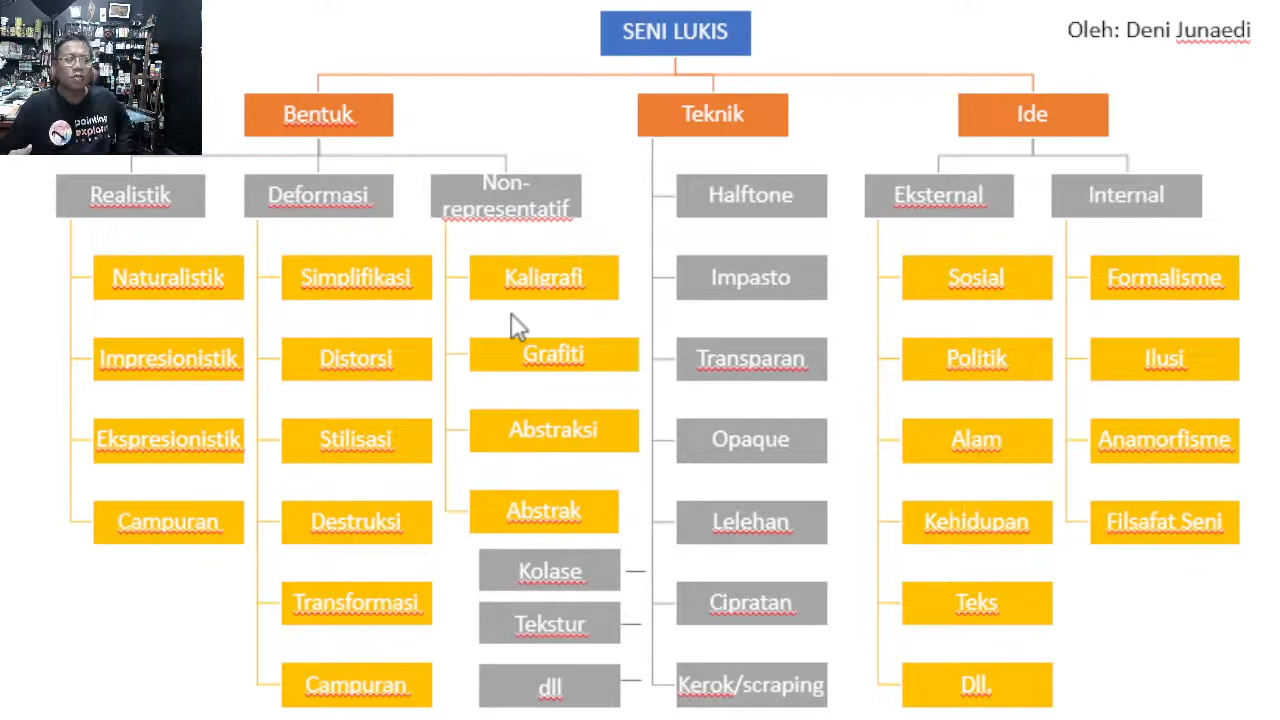 SENI LUKIS
Oleh: Deni Junaedi
painting
explorer
Bentuk
Teknik
Ide
Realistik
Deformasi
Non-
representatif
Halftone
Eksternal
Internal
Naturalistik
Simplifikasi
Kaligrafi
Impasto
Sosial
Formalisme
Impresionistik
Distorsi
Grafiti
Transparan
Politik
Ilusi
Ekspresionistik
Stilisasi
Abstraksi
Opaque
Alam
Anamorfisme
Campuran
Destruksi
Abstrak
Lelehan
Kehidupan
Filsafat Seni
Kolase
Transformasi
Tekstur
Cipratan
Teks
Campuran
dll
Kerok/scraping
Dll.